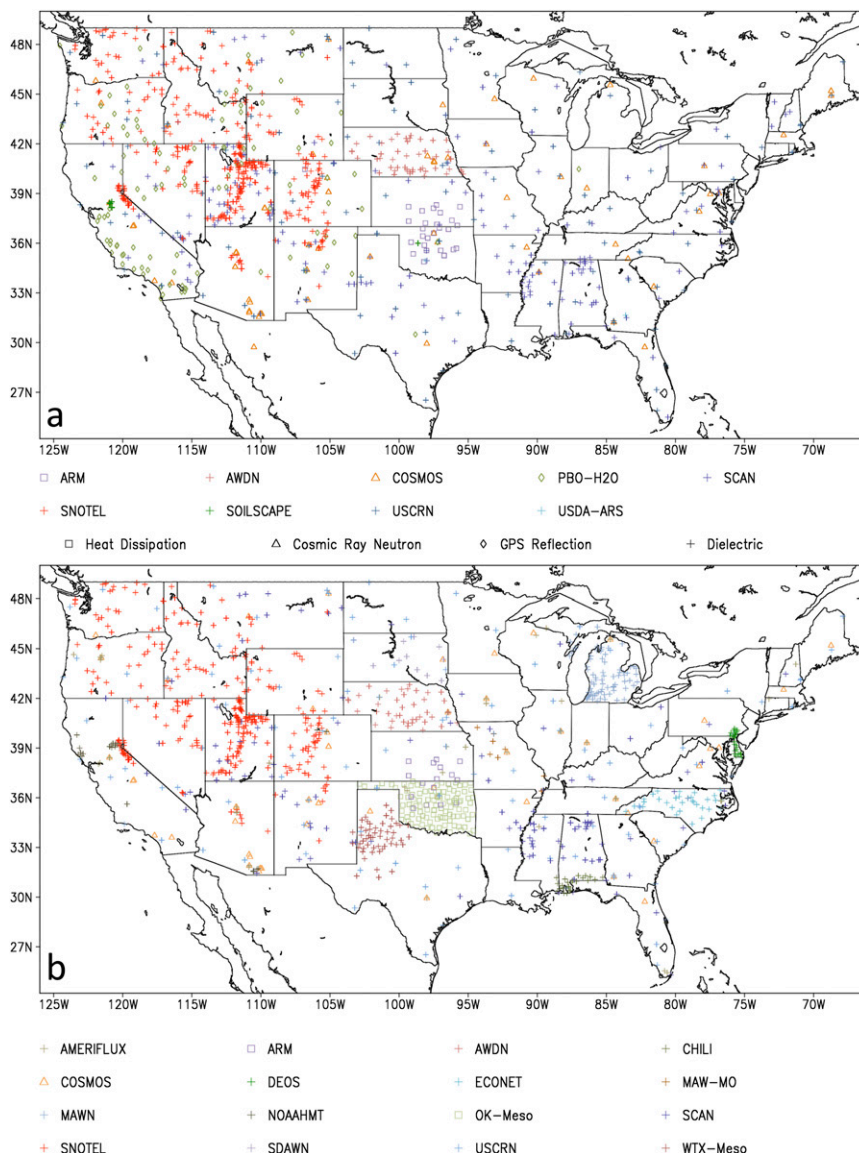 48N
45N
42N
39N
36N
33N
30N
27N
a
125W 120W 115W 110W 105W 100W 95W 90W 85W 80W 75W 70W
ARM AWDN COSMOS PBO-H2O SCAN
SNOTEL SOILSCAPE USCRN USDA-ARS
Heat Dissipation Cosmic Ray Neutron GPS Reflection Dielectric
48N
45N
42N
39N
36N
33N
30N
27N
b
125W 120W 115W 110W 105W 100W 95W 90W 85W 80W 75W 70W
AMERIFLUX ARM AWDN CHILI
COSMOS DEOS ECONET MAW-MO
MAWN NOAAHMT OK-Meso SCAN
SNOTEL SDAWN USCRN WTX-Meso